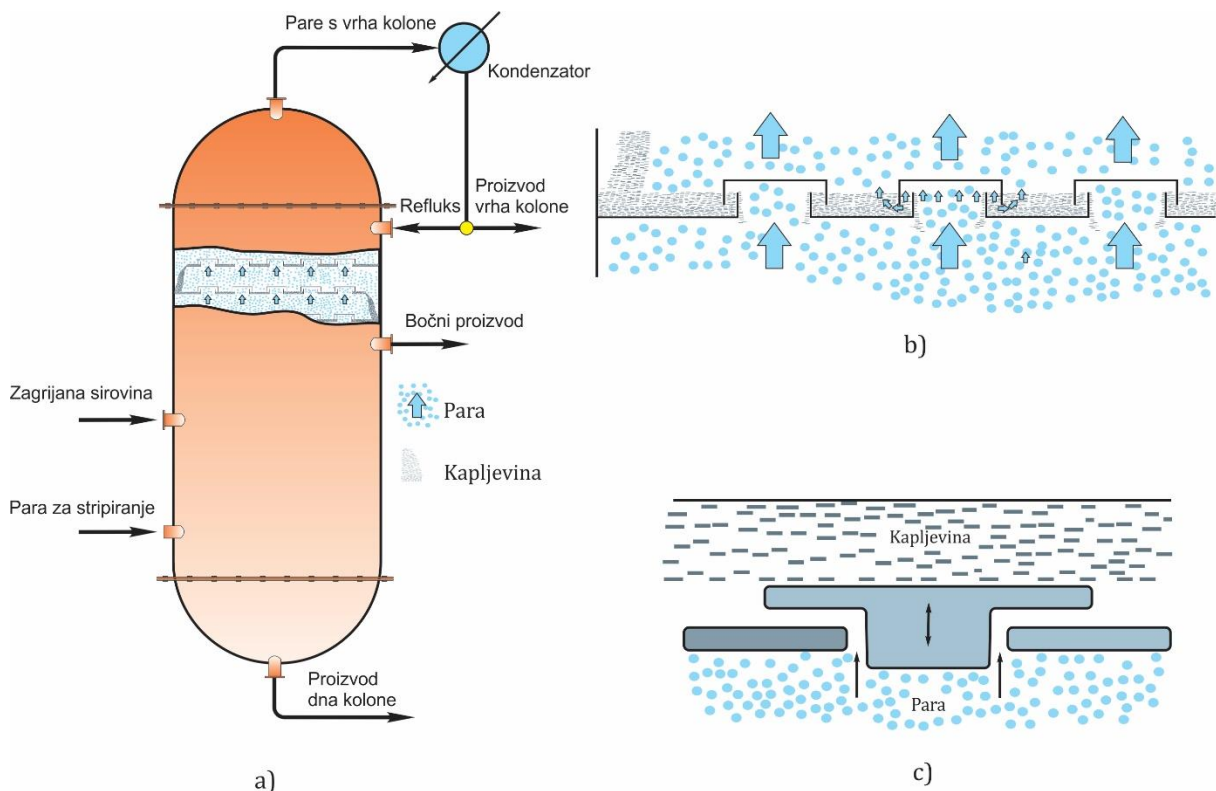 Pare s vrha kolone
Kondenzator
Refluks
Proizvod
vrha kolone
Bočni proizvod
Zagrijana sirovina
Para
Kapljevina
Para za stripiranje
Proizvod
dna kolone
a)
b)
Kapljevina
Para
c)